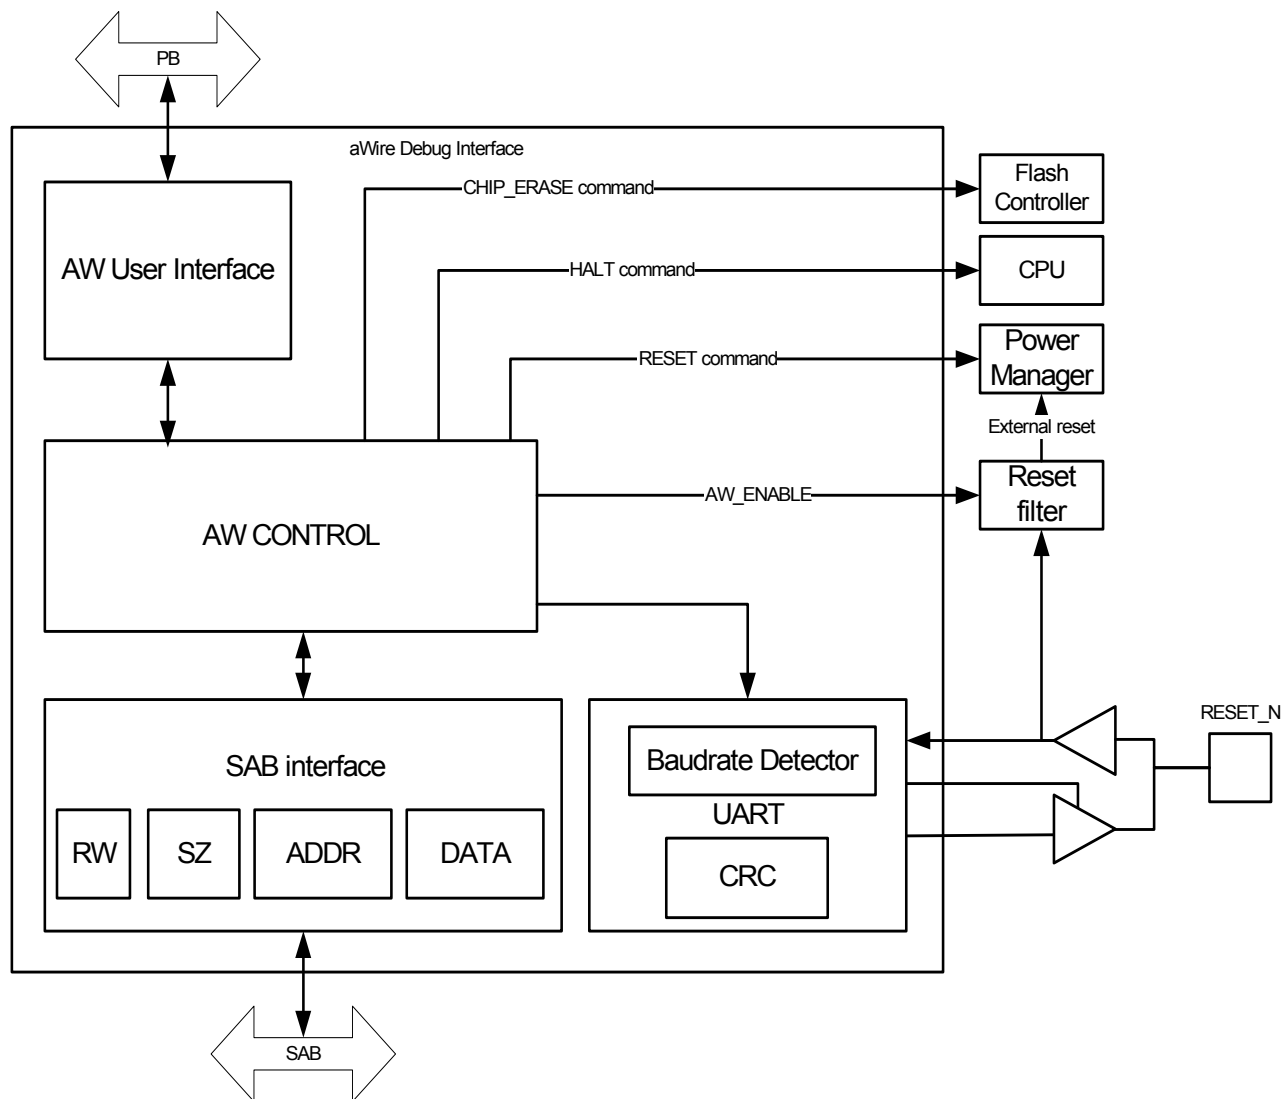 PB
aWire Debug Interface
CHIP_ERASE command
Flash
Controller
AW User Interface
HALT command
CPU
RESET command
Power
Manager
External reset
AW_ENABLE
Reset
filter
AW CONTROL
RESET_N
SAB interface
Baudrate Detector
UART
RW
SZ
ADDR
DATA
CRC
SAB